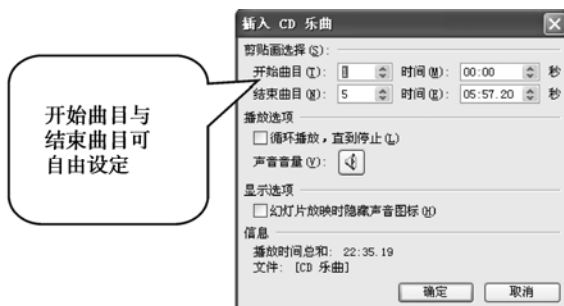 插入 CD 乐曲
剪贴画选择(S):
开始曲目(T): 1 时间(M): 00:00 秒
结束曲目(N): 5 时间(E): 05:57.20 秒
播放选项
循环播放，直到停止(L)
声音音量(V):
显示选项
幻灯片放映时隐藏声音图标(H)
信息
播放时间总和: 22:35.19
文件: [CD 乐曲]
确定 取消
开始曲目与
结束曲目可
自由设定